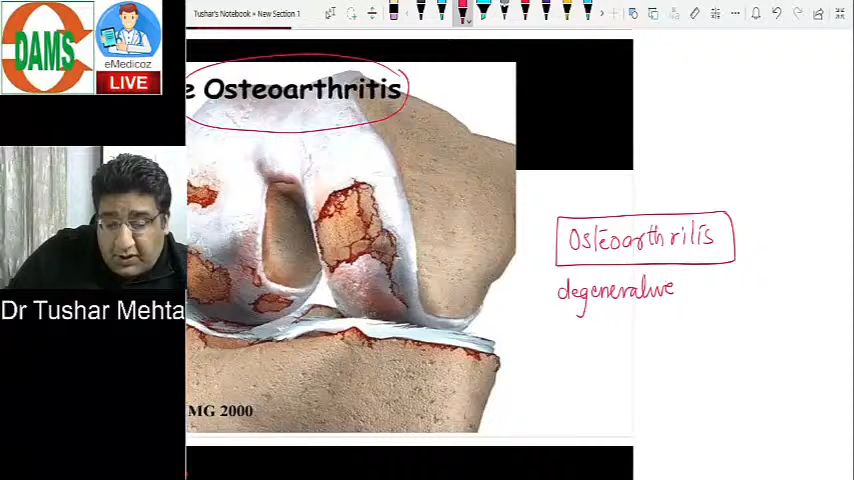 Tushar's Notebook » New Section 1
DAMS
eMedicoz
LIVE
e Osteoarthritis
Osteoarthritis
degenerative
Dr Tushar Mehta
MG 2000